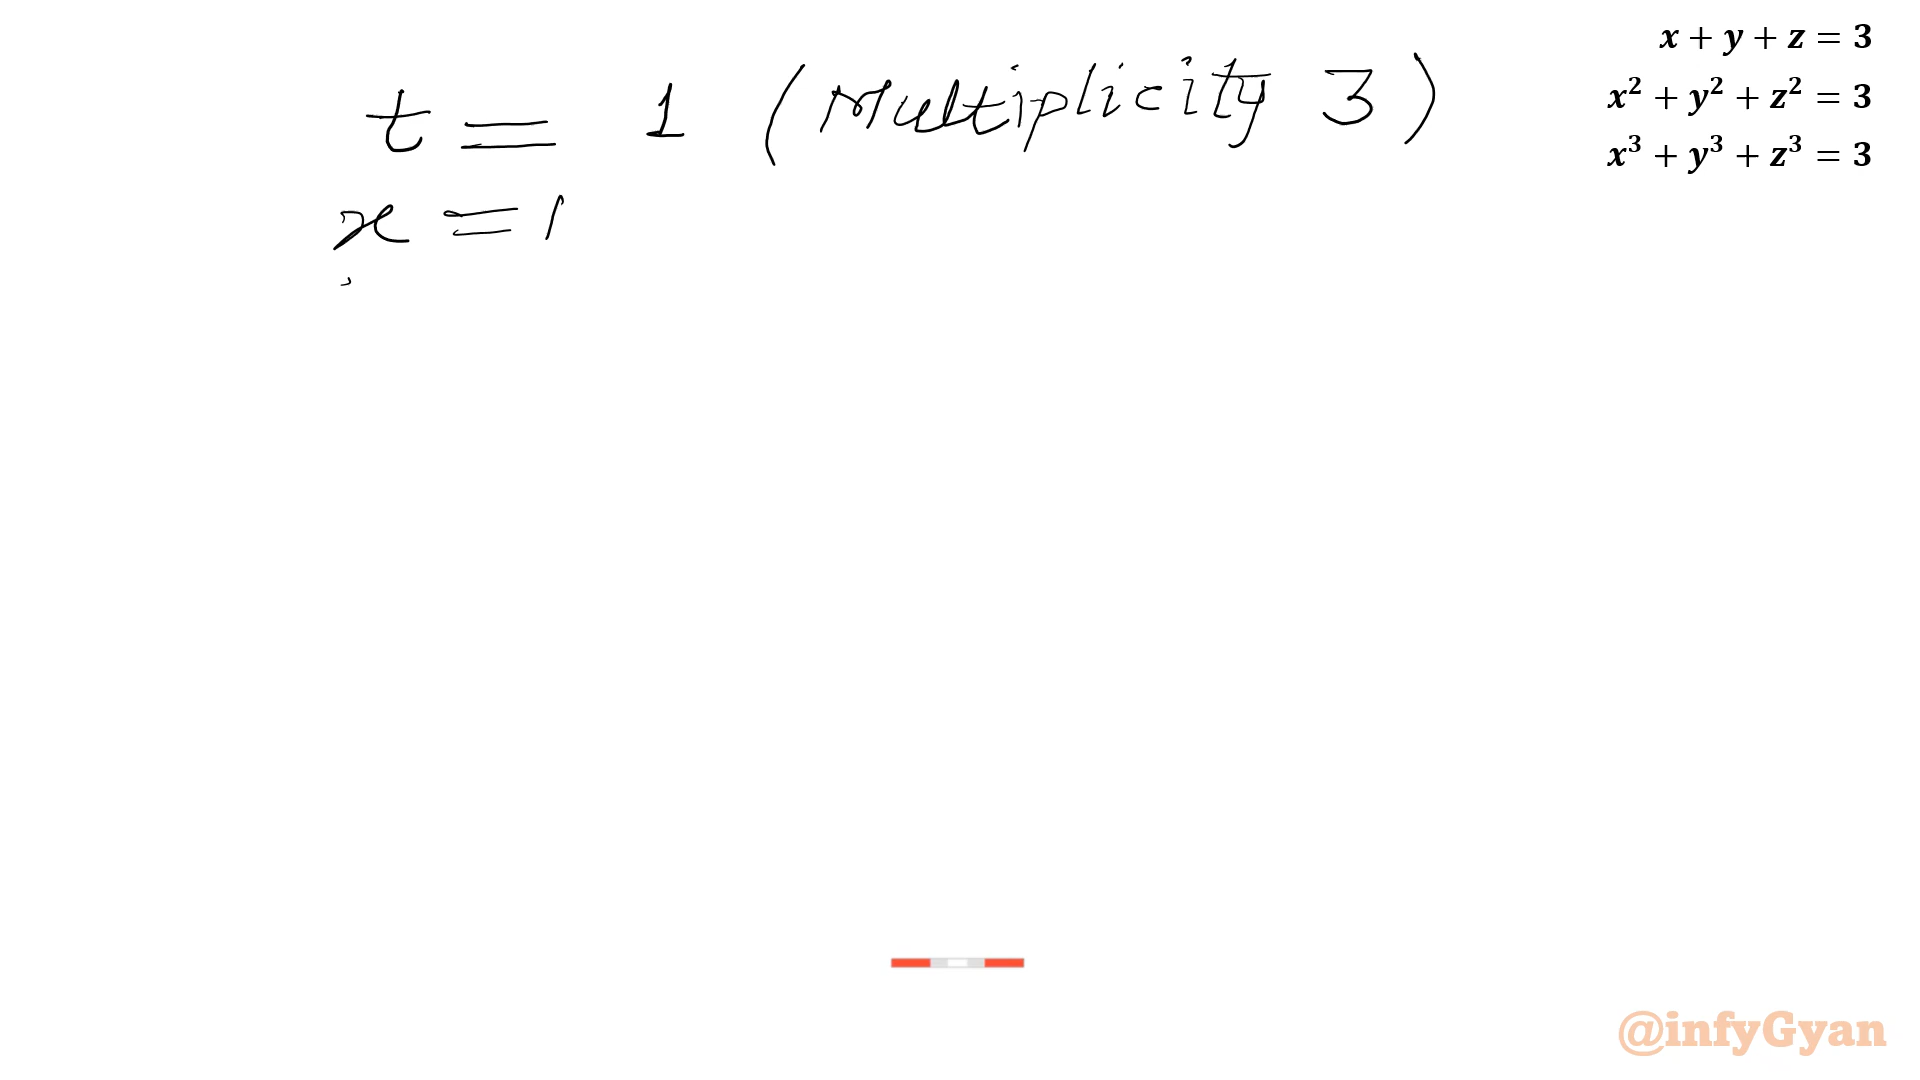 x + y + z = 3
x² + y² + z² = 3
x³ + y³ + z³ = 3
t = 1 (Multiplicity 3)
x = 1
@infyGyan